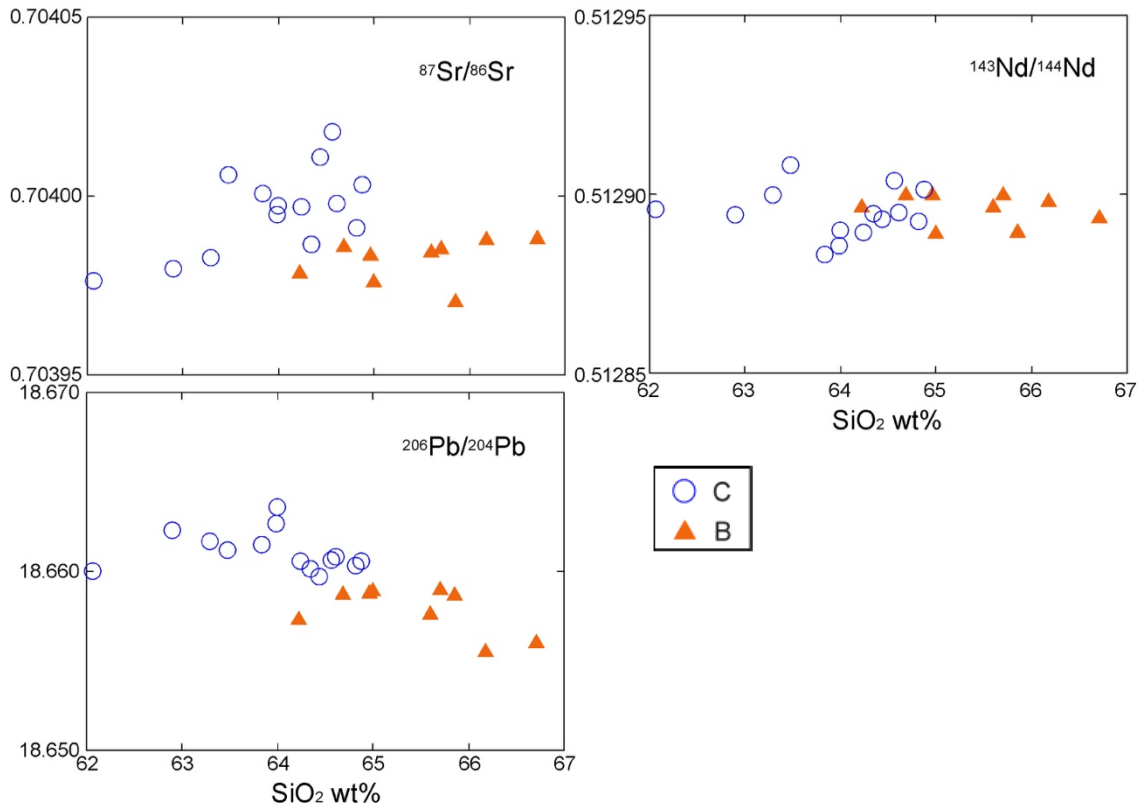 0.70405
⁸⁷Sr/⁸⁶Sr
0.70400
0.70395
0.51295
¹⁴³Nd/¹⁴⁴Nd
0.51290
0.51285
62 63 64 65 66 67
SiO₂ wt%
18.670
²⁰⁶Pb/²⁰⁴Pb
18.660
18.650
62 63 64 65 66 67
SiO₂ wt%
C
B